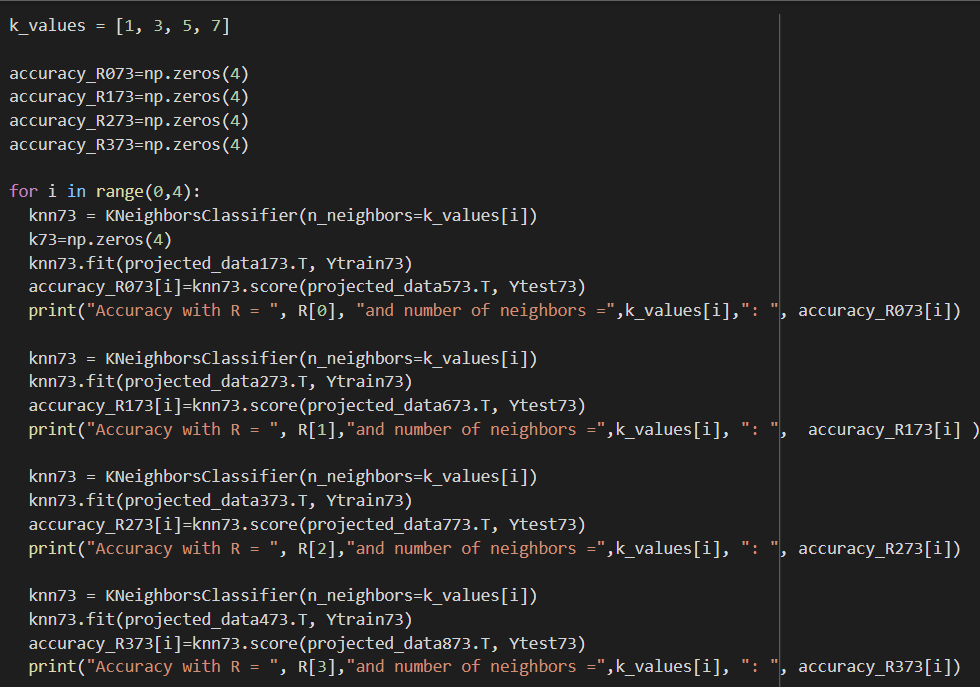 k_values = [1, 3, 5, 7]
accuracy_R073=np.zeros(4)
accuracy_R173=np.zeros(4)
accuracy_R273=np.zeros(4)
accuracy_R373=np.zeros(4)
for i in range(0,4):
  knn73 = KNeighborsClassifier(n_neighbors=k_values[i])
  k73=np.zeros(4)
  knn73.fit(projected_data173.T, Ytrain73)
  accuracy_R073[i]=knn73.score(projected_data573.T, Ytest73)
  print("Accuracy with R = ", R[0], "and number of neighbors =",k_values[i],": ", accuracy_R073[i])
  knn73 = KNeighborsClassifier(n_neighbors=k_values[i])
  knn73.fit(projected_data273.T, Ytrain73)
  accuracy_R173[i]=knn73.score(projected_data673.T, Ytest73)
  print("Accuracy with R = ", R[1],"and number of neighbors =",k_values[i], ": ",  accuracy_R173[i] )
  knn73 = KNeighborsClassifier(n_neighbors=k_values[i])
  knn73.fit(projected_data373.T, Ytrain73)
  accuracy_R273[i]=knn73.score(projected_data773.T, Ytest73)
  print("Accuracy with R = ", R[2],"and number of neighbors =",k_values[i], ": ", accuracy_R273[i])
  knn73 = KNeighborsClassifier(n_neighbors=k_values[i])
  knn73.fit(projected_data473.T, Ytrain73)
  accuracy_R373[i]=knn73.score(projected_data873.T, Ytest73)
  print("Accuracy with R = ", R[3],"and number of neighbors =",k_values[i], ": ", accuracy_R373[i])